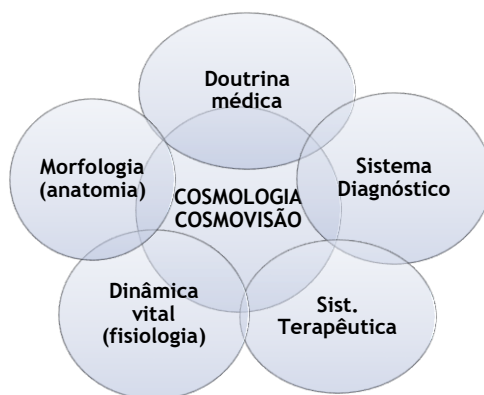 Doutrina
médica
Morfologia
(anatomia)
COSMOLOGIA
COSMOVISÃO
Sistema
Diagnóstico
Dinâmica
vital
(fisiologia)
Sist.
Terapêutica